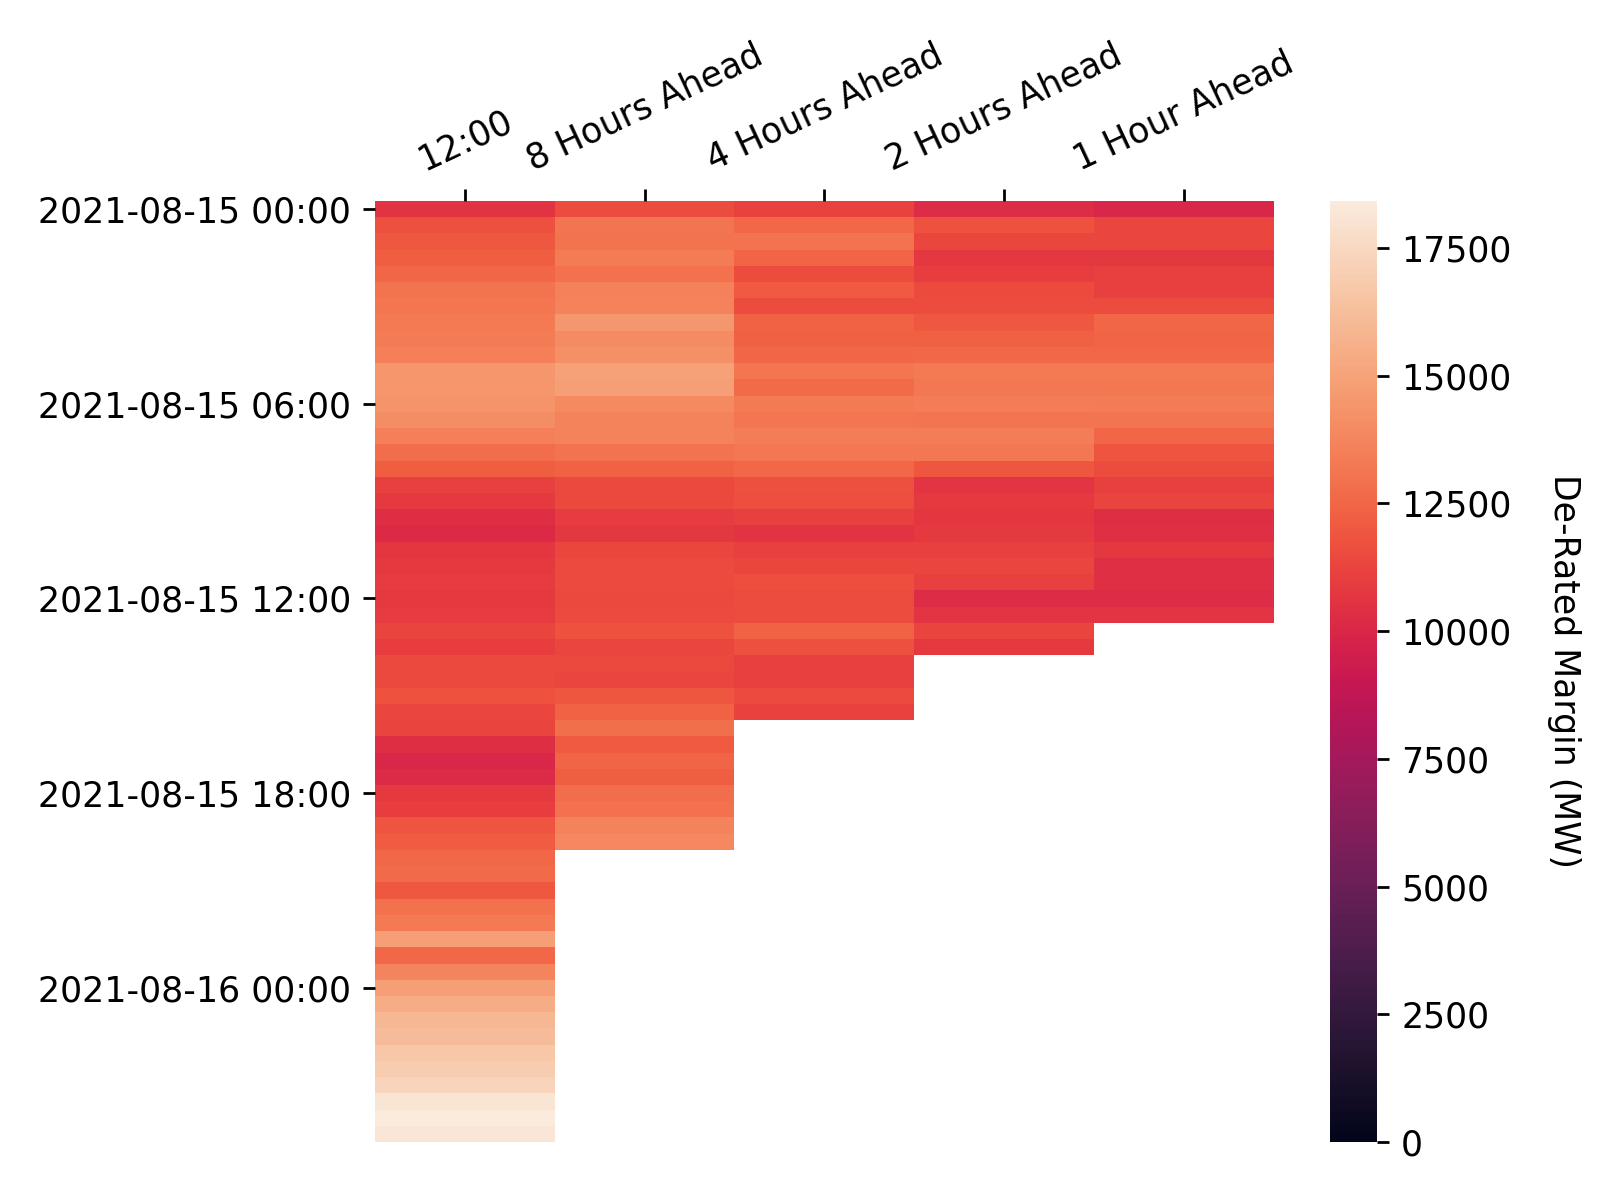 12:00
8 Hours Ahead
4 Hours Ahead
2 Hours Ahead
1 Hour Ahead
2021-08-15 00:00
2021-08-15 06:00
2021-08-15 12:00
2021-08-15 18:00
2021-08-16 00:00
17500
15000
12500
10000
7500
5000
2500
0
De-Rated Margin (MW)